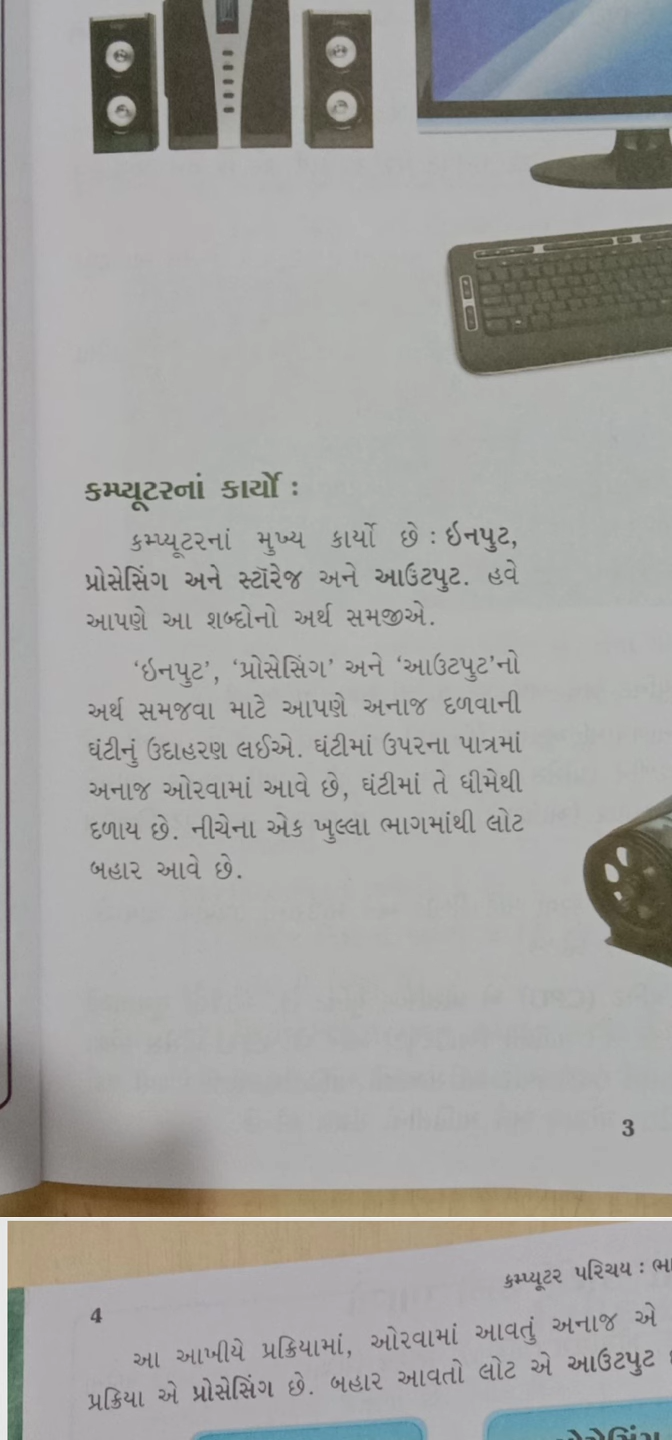 કમ્પ્યૂટરનાં કાર્યો :
કમ્પ્યૂટરનાં મુખ્ય કાર્યો છે : ઇનપુટ,
પ્રોસેસિંગ અને સ્ટૉરેજ અને આઉટપુટ. હવે
આપણે આ શબ્દોનો અર્થ સમજીએ.
‘ઇનપુટ’, ‘પ્રોસેસિંગ’ અને ‘આઉટપુટ’નો
અર્થ સમજવા માટે આપણે અનાજ દળવાની
ઘંટીનું ઉદાહરણ લઈએ. ઘંટીમાં ઉપરના પાત્રમાં
અનાજ ઓરવામાં આવે છે, ઘંટીમાં તે ધીમેથી
દળાય છે. નીચેના એક ખુલ્લા ભાગમાંથી લોટ
બહાર આવે છે.
3
કમ્પ્યૂટર પરિચય : ભા
4
આ આખીયે પ્રક્રિયામાં, ઓરવામાં આવતું અનાજ એ
પ્રક્રિયા એ પ્રોસેસિંગ છે. બહાર આવતો લોટ એ આઉટપુટ